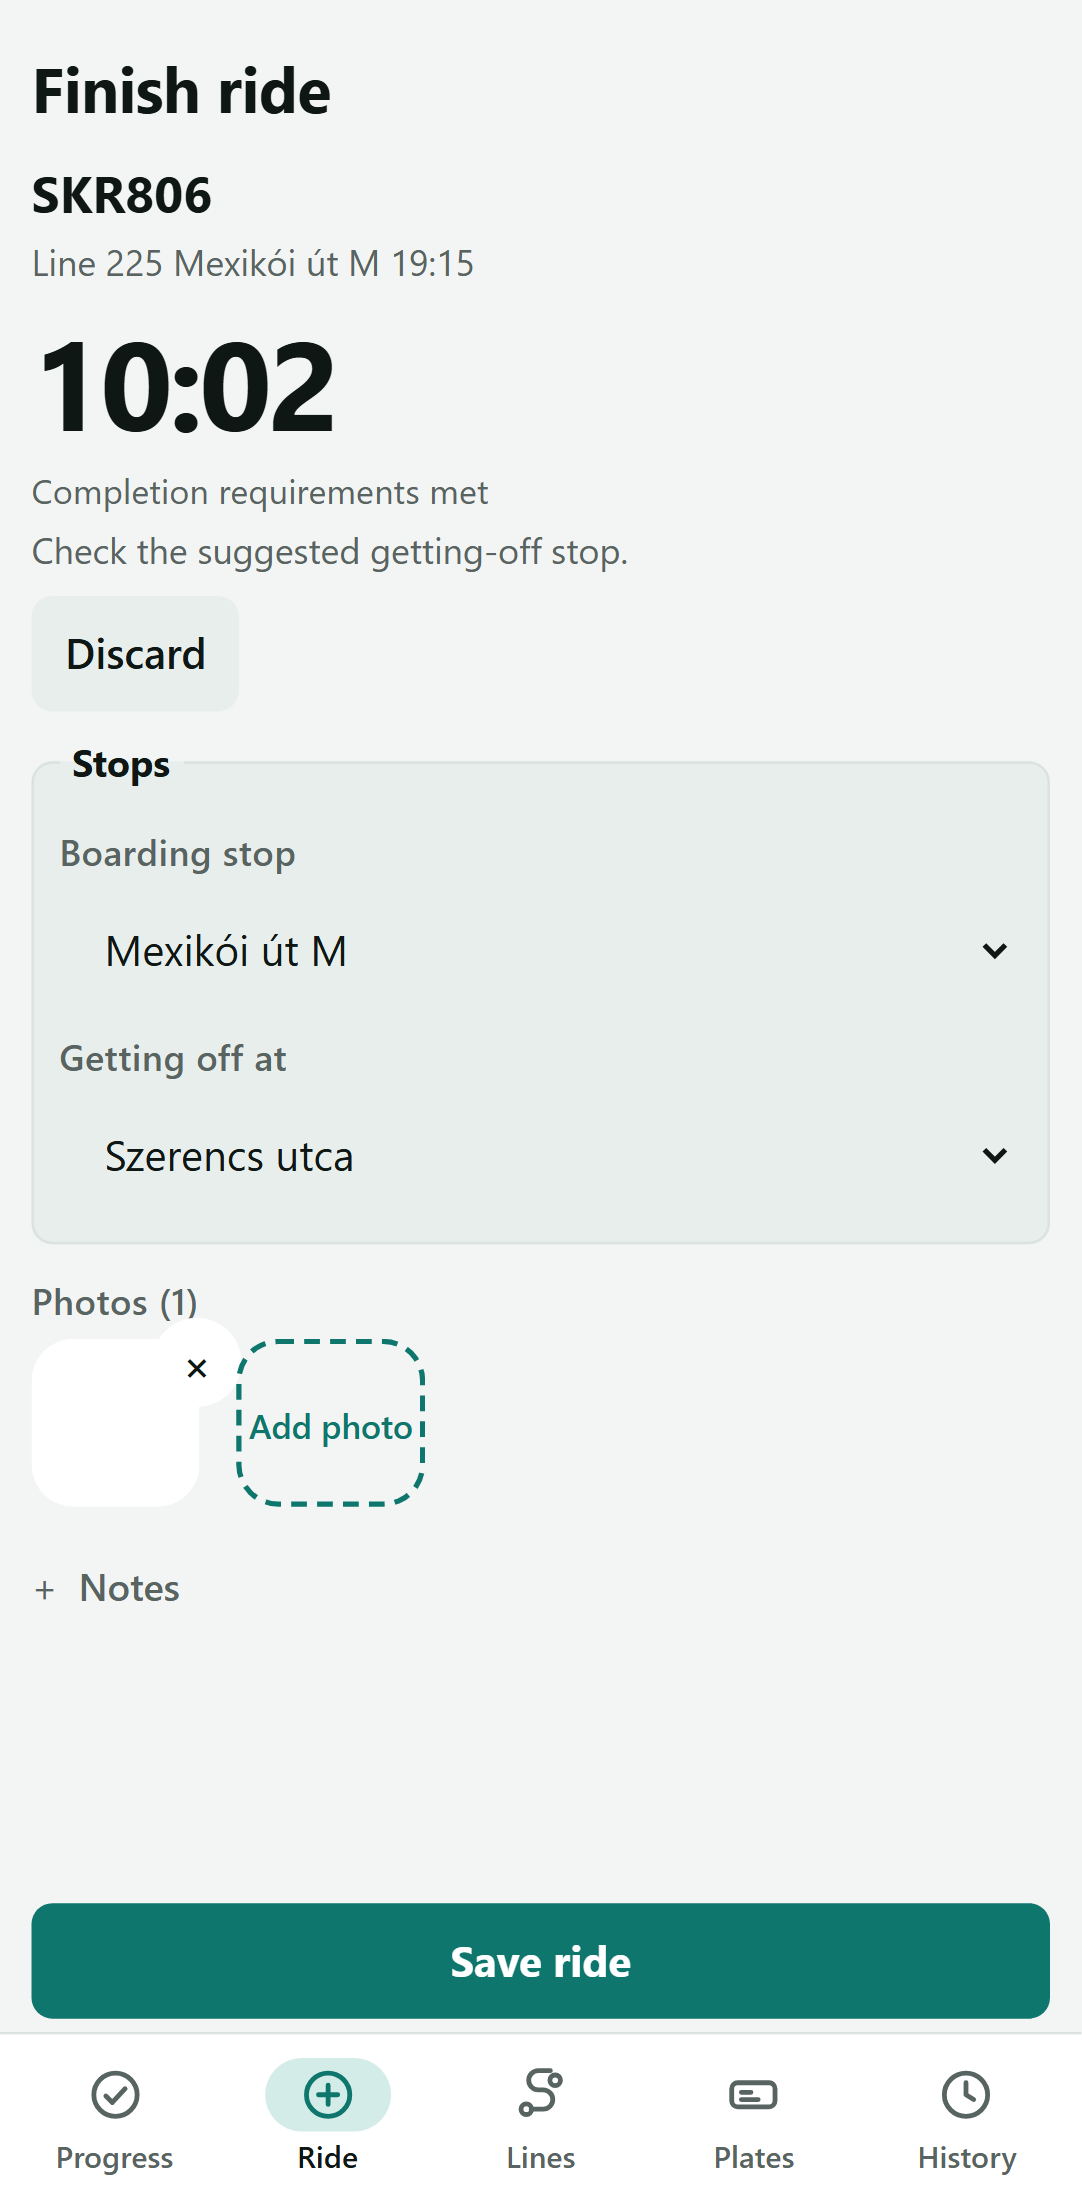 Finish ride
SKR806
Line 225 Mexikói út M 19:15
10:02
Completion requirements met
Check the suggested getting-off stop.
Discard
Stops
Boarding stop
Mexikói út M
Getting off at
Szerencs utca
Photos (1)
×
Add photo
+ Notes
Save ride
Progress
Ride
Lines
Plates
History